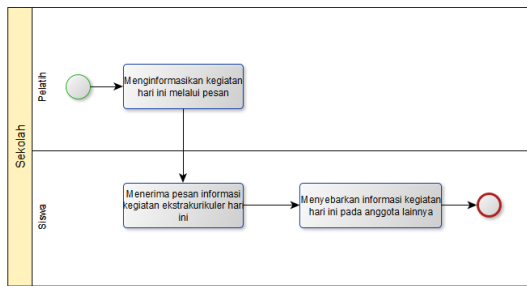 Sekolah
Pelatih
Menginformasikan kegiatan
hari ini melalui pesan
Siswa
Menerima pesan informasi
kegiatan ekstrakurikuler hari
ini
Menyebarkan informasi kegiatan
hari ini pada anggota lainnya